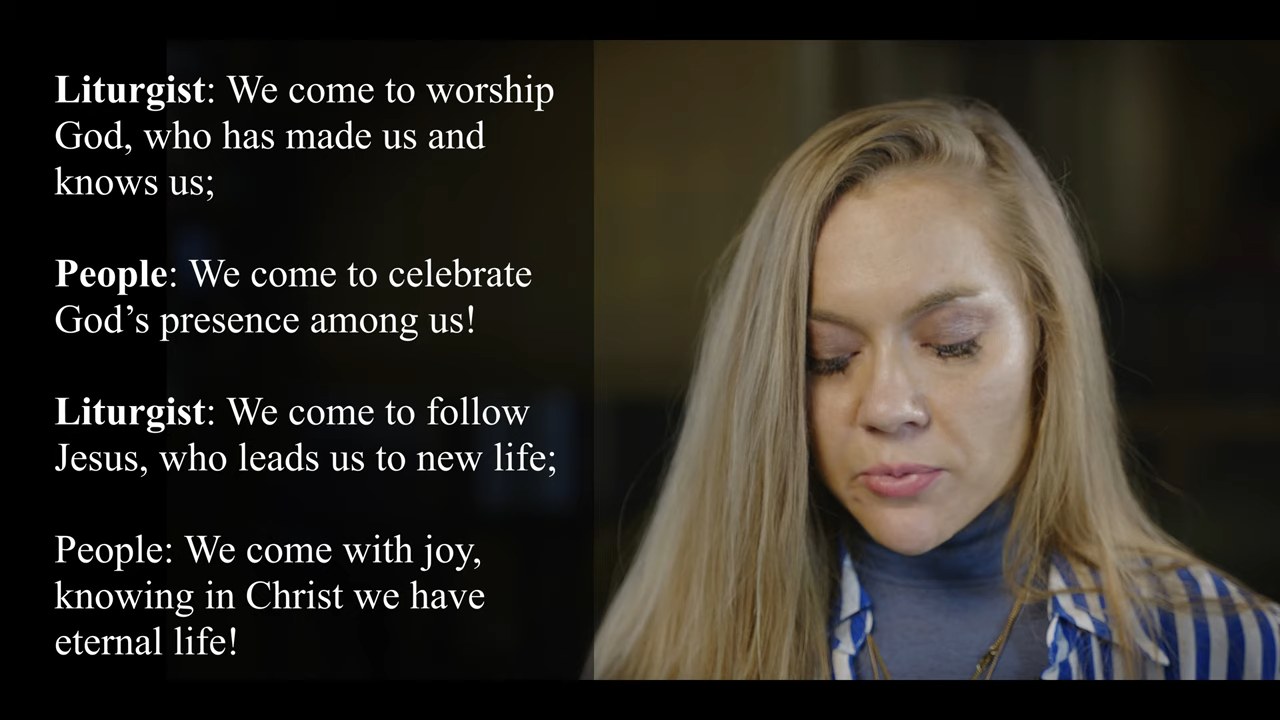 Liturgist: We come to worship
God, who has made us and
knows us;
People: We come to celebrate
God’s presence among us!
Liturgist: We come to follow
Jesus, who leads us to new life;
People: We come with joy,
knowing in Christ we have
eternal life!